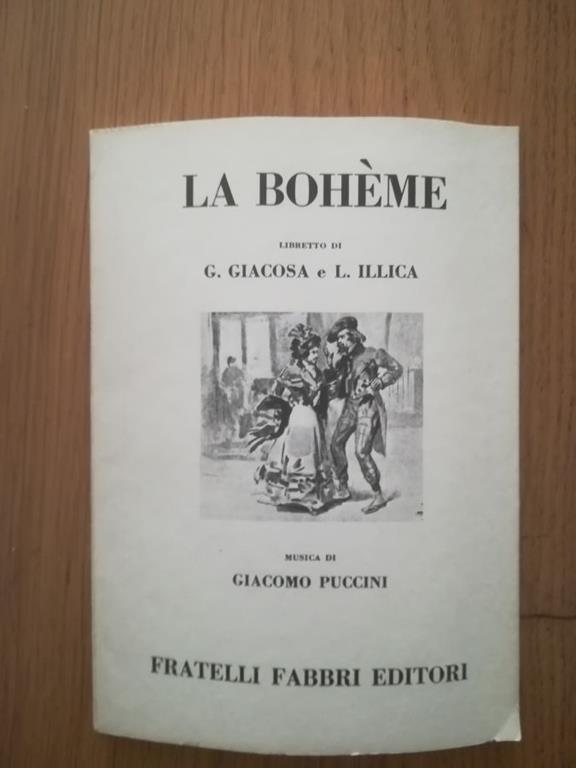 LA BOHÈME
LIBRETTO DI
G. GIACOSA e L. ILLICA
MUSICA DI
GIACOMO PUCCINI
FRATELLI FABBRI EDITORI